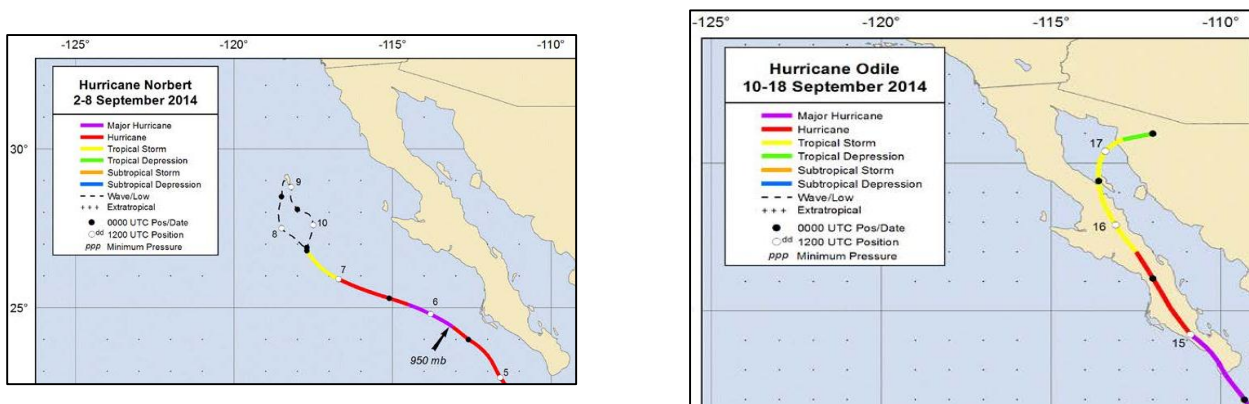 -125°
-120°
-115°
-110°
Hurricane Norbert
2-8 September 2014
Major Hurricane
Hurricane
Tropical Storm
Tropical Depression
Subtropical Storm
Subtropical Depression
Wave/Low
+++ Extratropical
0000 UTC Pos/Date
dd 1200 UTC Position
ppp Minimum Pressure
30°
25°
9
8
10
7
6
950 mb
5
-125°
-120°
-115°
-110°
Hurricane Odile
10-18 September 2014
Major Hurricane
Hurricane
Tropical Storm
Tropical Depression
Subtropical Storm
Subtropical Depression
Wave/Low
+++ Extratropical
0000 UTC Pos/Date
dd 1200 UTC Position
ppp Minimum Pressure
17
16
15